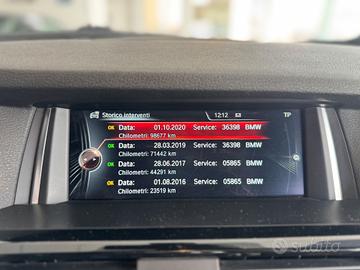 Storico Interventi 12:12 TP
OK Data: 01.10.2020 Service: 36398 BMW
Chilometri: 98677 km
OK Data: 28.03.2019 Service: 36398 BMW
Chilometri: 71442 km
OK Data: 28.06.2017 Service: 05865 BMW
Chilometri: 44291 km
OK Data: 01.08.2016 Service: 05865 BMW
Chilometri: 23519 km
subito